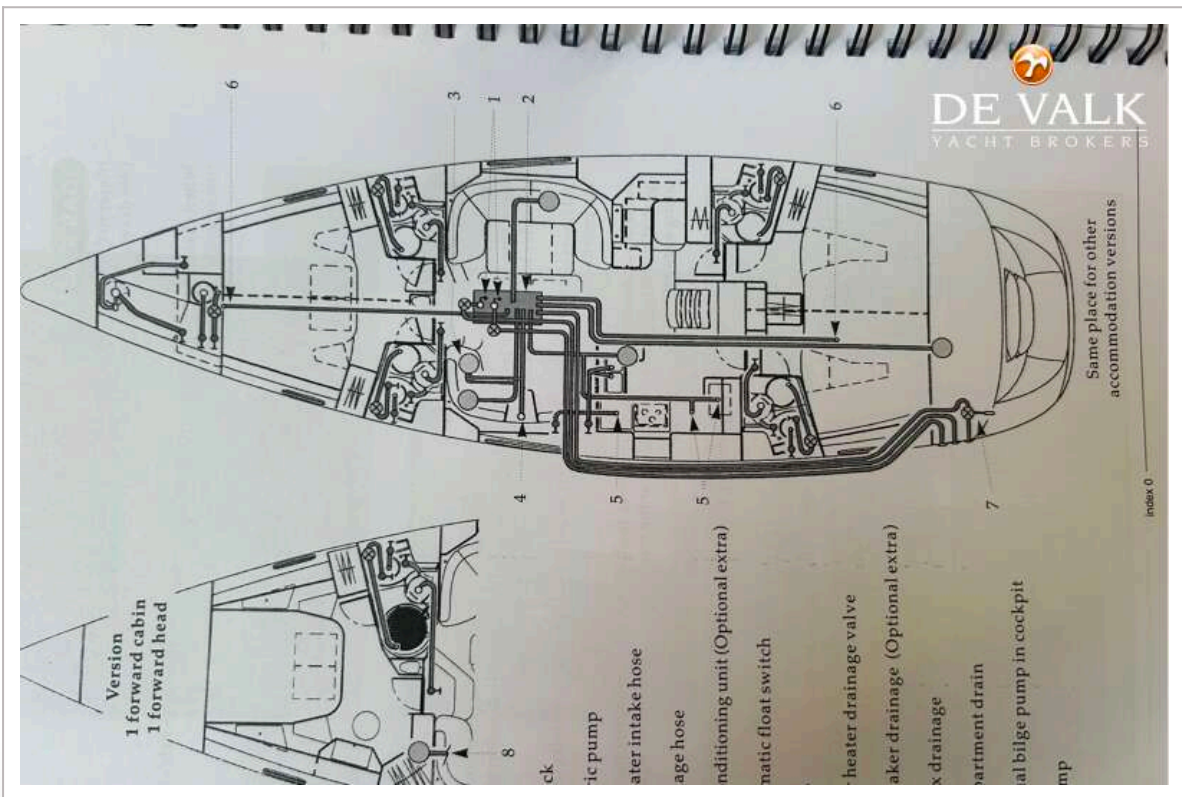 DE VALK
YACHT BROKERS
6
3
1
2
6
4
5
5
7
8
Version
1 forward cabin
1 forward head
Same place for other
accommodation versions
index 0
ck
ric pump
ater intake hose
age hose
nditioning unit (Optional extra)
matic float switch
heater drainage valve
aker drainage (Optional extra)
x drainage
partment drain
al bilge pump in cockpit
mp